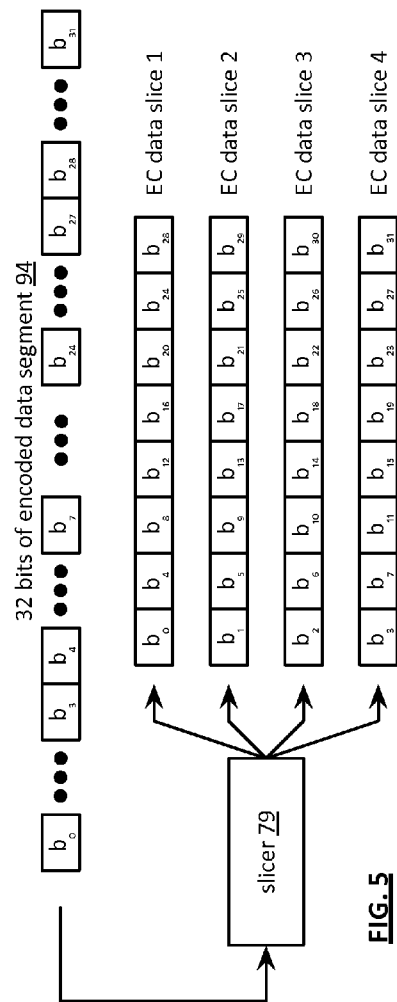 32 bits of encoded data segment 94
b0 ●●● b3 b4 ●●● b7 ●●● b24 ●●● b27 b28 ●●● b31
b0 b4 b8 b12 b16 b20 b24 b28 EC data slice 1
b1 b5 b9 b13 b17 b21 b25 b29 EC data slice 2
b2 b6 b10 b14 b18 b22 b26 b30 EC data slice 3
b3 b7 b11 b15 b19 b23 b27 b31 EC data slice 4
slicer 79
FIG. 5